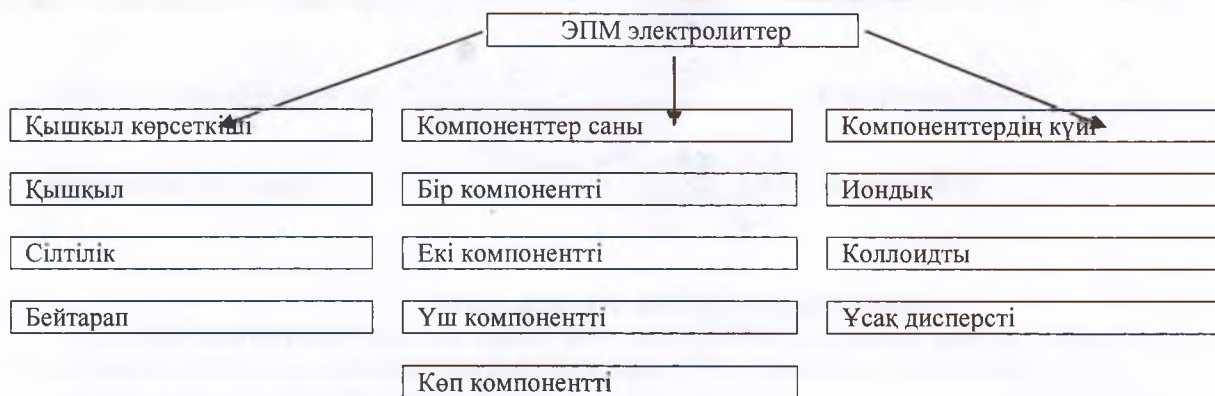 ЭПМ электролиттер
Қышқыл көрсеткіші
Компоненттер саны
Компоненттердің күйі
Қышқыл
Бір компонентті
Иондық
Сілтілік
Екі компонентті
Коллоидты
Бейтарап
Үш компонентті
Ұсақ дисперсті
Көп компонентті